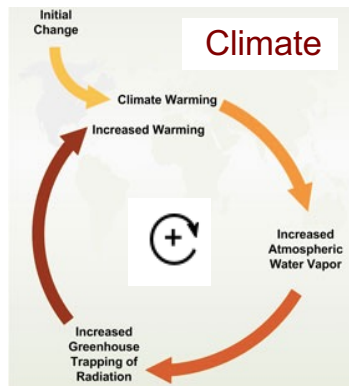 Initial
Change
Climate
Climate Warming
Increased Warming
+
Increased
Atmospheric
Water Vapor
Increased
Greenhouse
Trapping of
Radiation